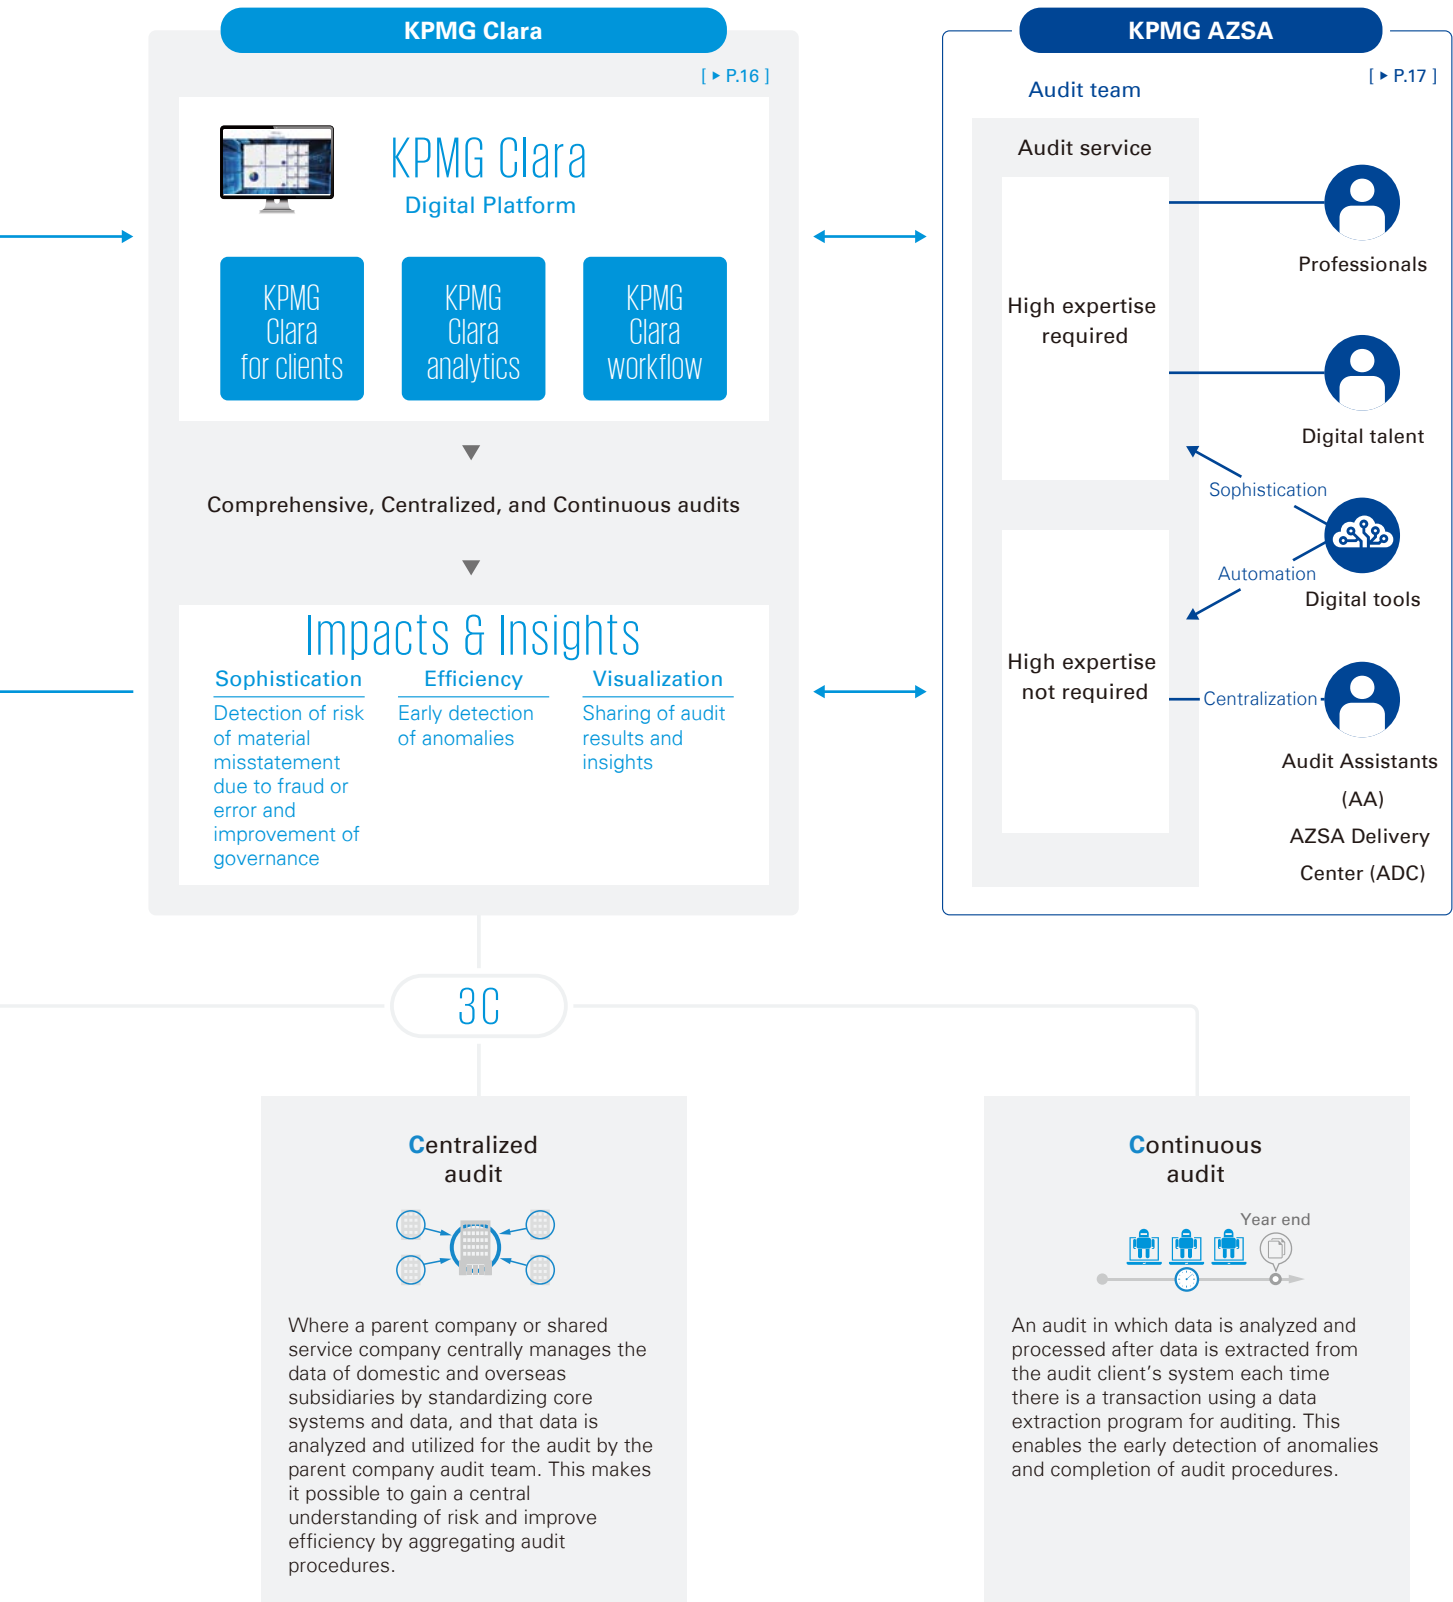 KPMG Clara
[ ▶ P.16 ]
KPMG Clara
Digital Platform
KPMG
Clara
for clients
KPMG
Clara
analytics
KPMG
Clara
workflow
Comprehensive, Centralized, and Continuous audits
Impacts & Insights
Sophistication
Detection of risk
of material
misstatement
due to fraud or
error and
improvement of
governance
Efficiency
Early detection
of anomalies
Visualization
Sharing of audit
results and
insights
KPMG AZSA
[ ▶ P.17 ]
Audit team
Audit service
High expertise
required
Professionals
Digital talent
Sophistication
Automation
Digital tools
High expertise
not required
Centralization
Audit Assistants
(AA)
AZSA Delivery
Center (ADC)
3C
Centralized
audit
Where a parent company or shared
service company centrally manages the
data of domestic and overseas
subsidiaries by standardizing core
systems and data, and that data is
analyzed and utilized for the audit by the
parent company audit team. This makes
it possible to gain a central
understanding of risk and improve
efficiency by aggregating audit
procedures.
Continuous
audit
Year end
An audit in which data is analyzed and
processed after data is extracted from
the audit client’s system each time
there is a transaction using a data
extraction program for auditing. This
enables the early detection of anomalies
and completion of audit procedures.